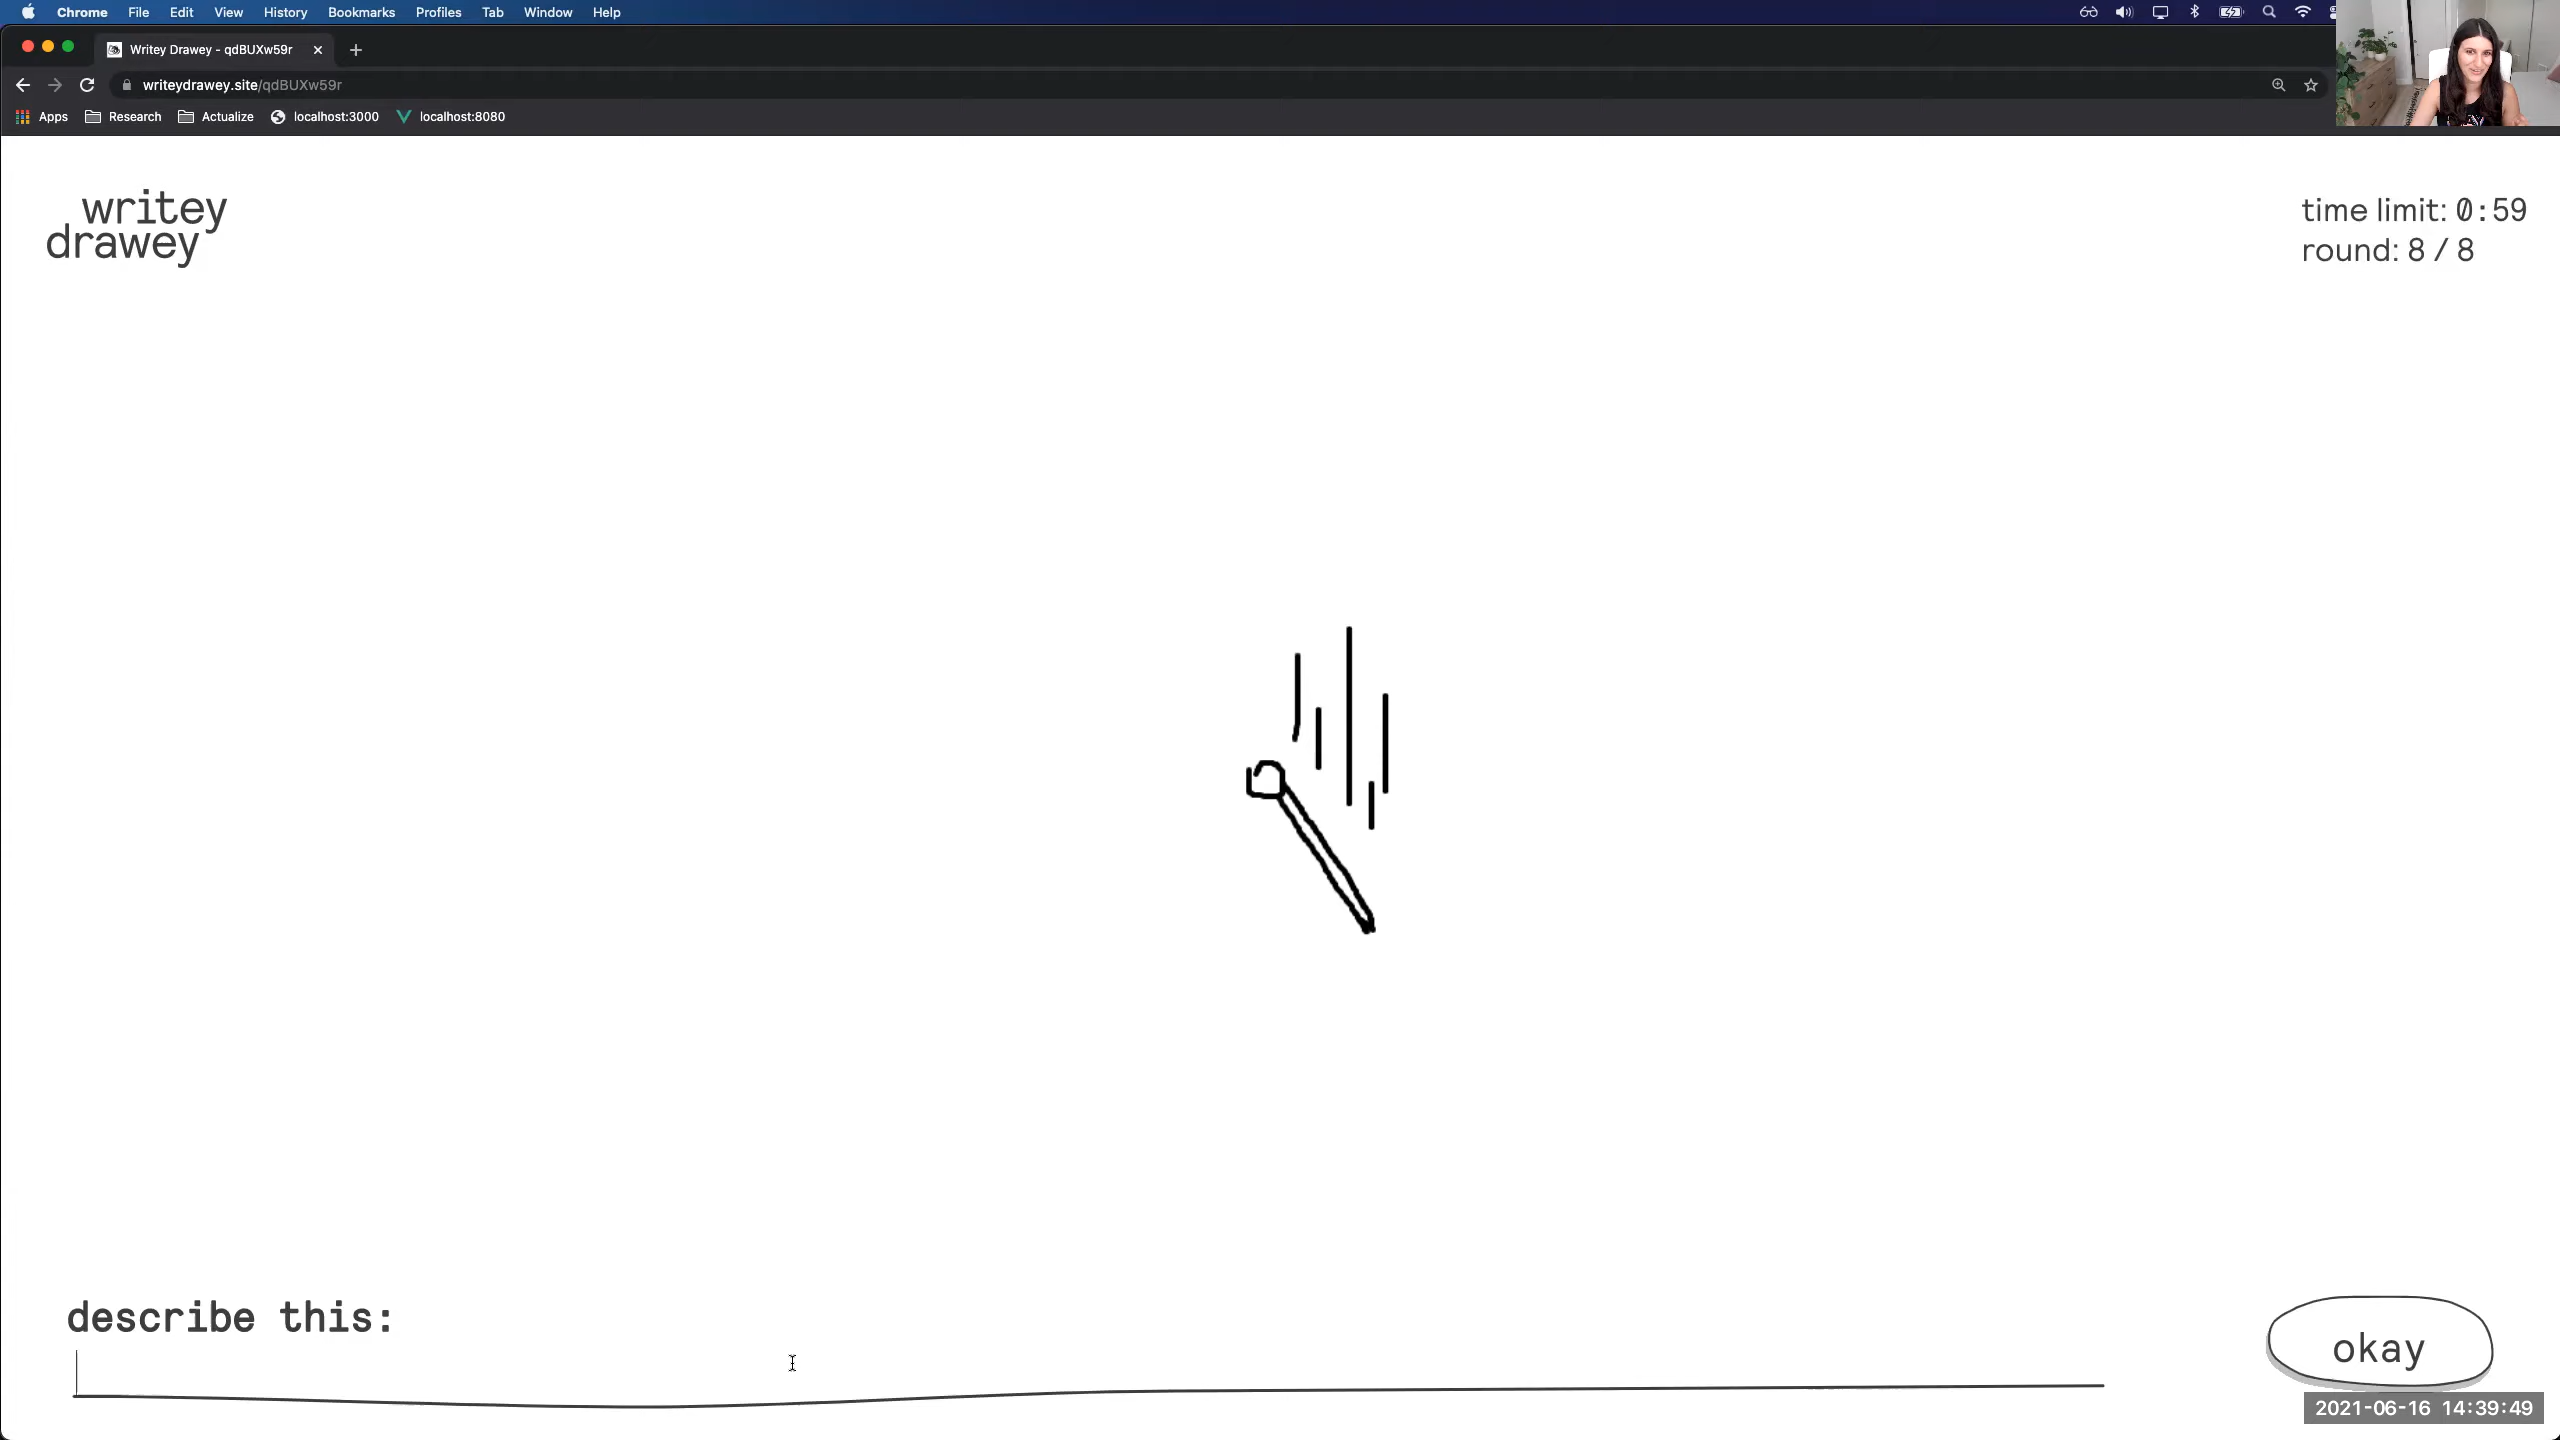 Chrome File Edit View History Bookmarks Profiles Tab Window Help
Writey Drawey - qdBUXw59r
writeydrawey.site/qdBUXw59r
Apps Research Actualize localhost:3000 localhost:8080
writey
drawey
time limit: 0:59
round: 8 / 8
describe this:
okay
2021-06-16 14:39:49